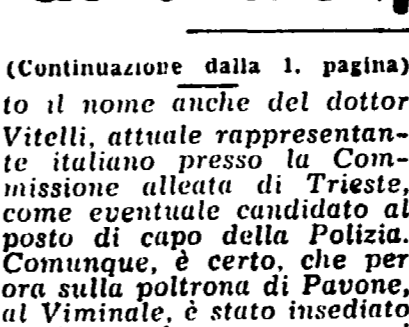 (Continuazione dalla 1. pagina)
to il nome anche del dottor
Vitelli, attuale rappresentan-
te italiano presso la Com-
missione alleata di Trieste,
come eventuale candidato al
posto di capo della Polizia.
Comunque, è certo, che per
ora sulla poltrona di Pavone,
al Viminale, è stato insediato